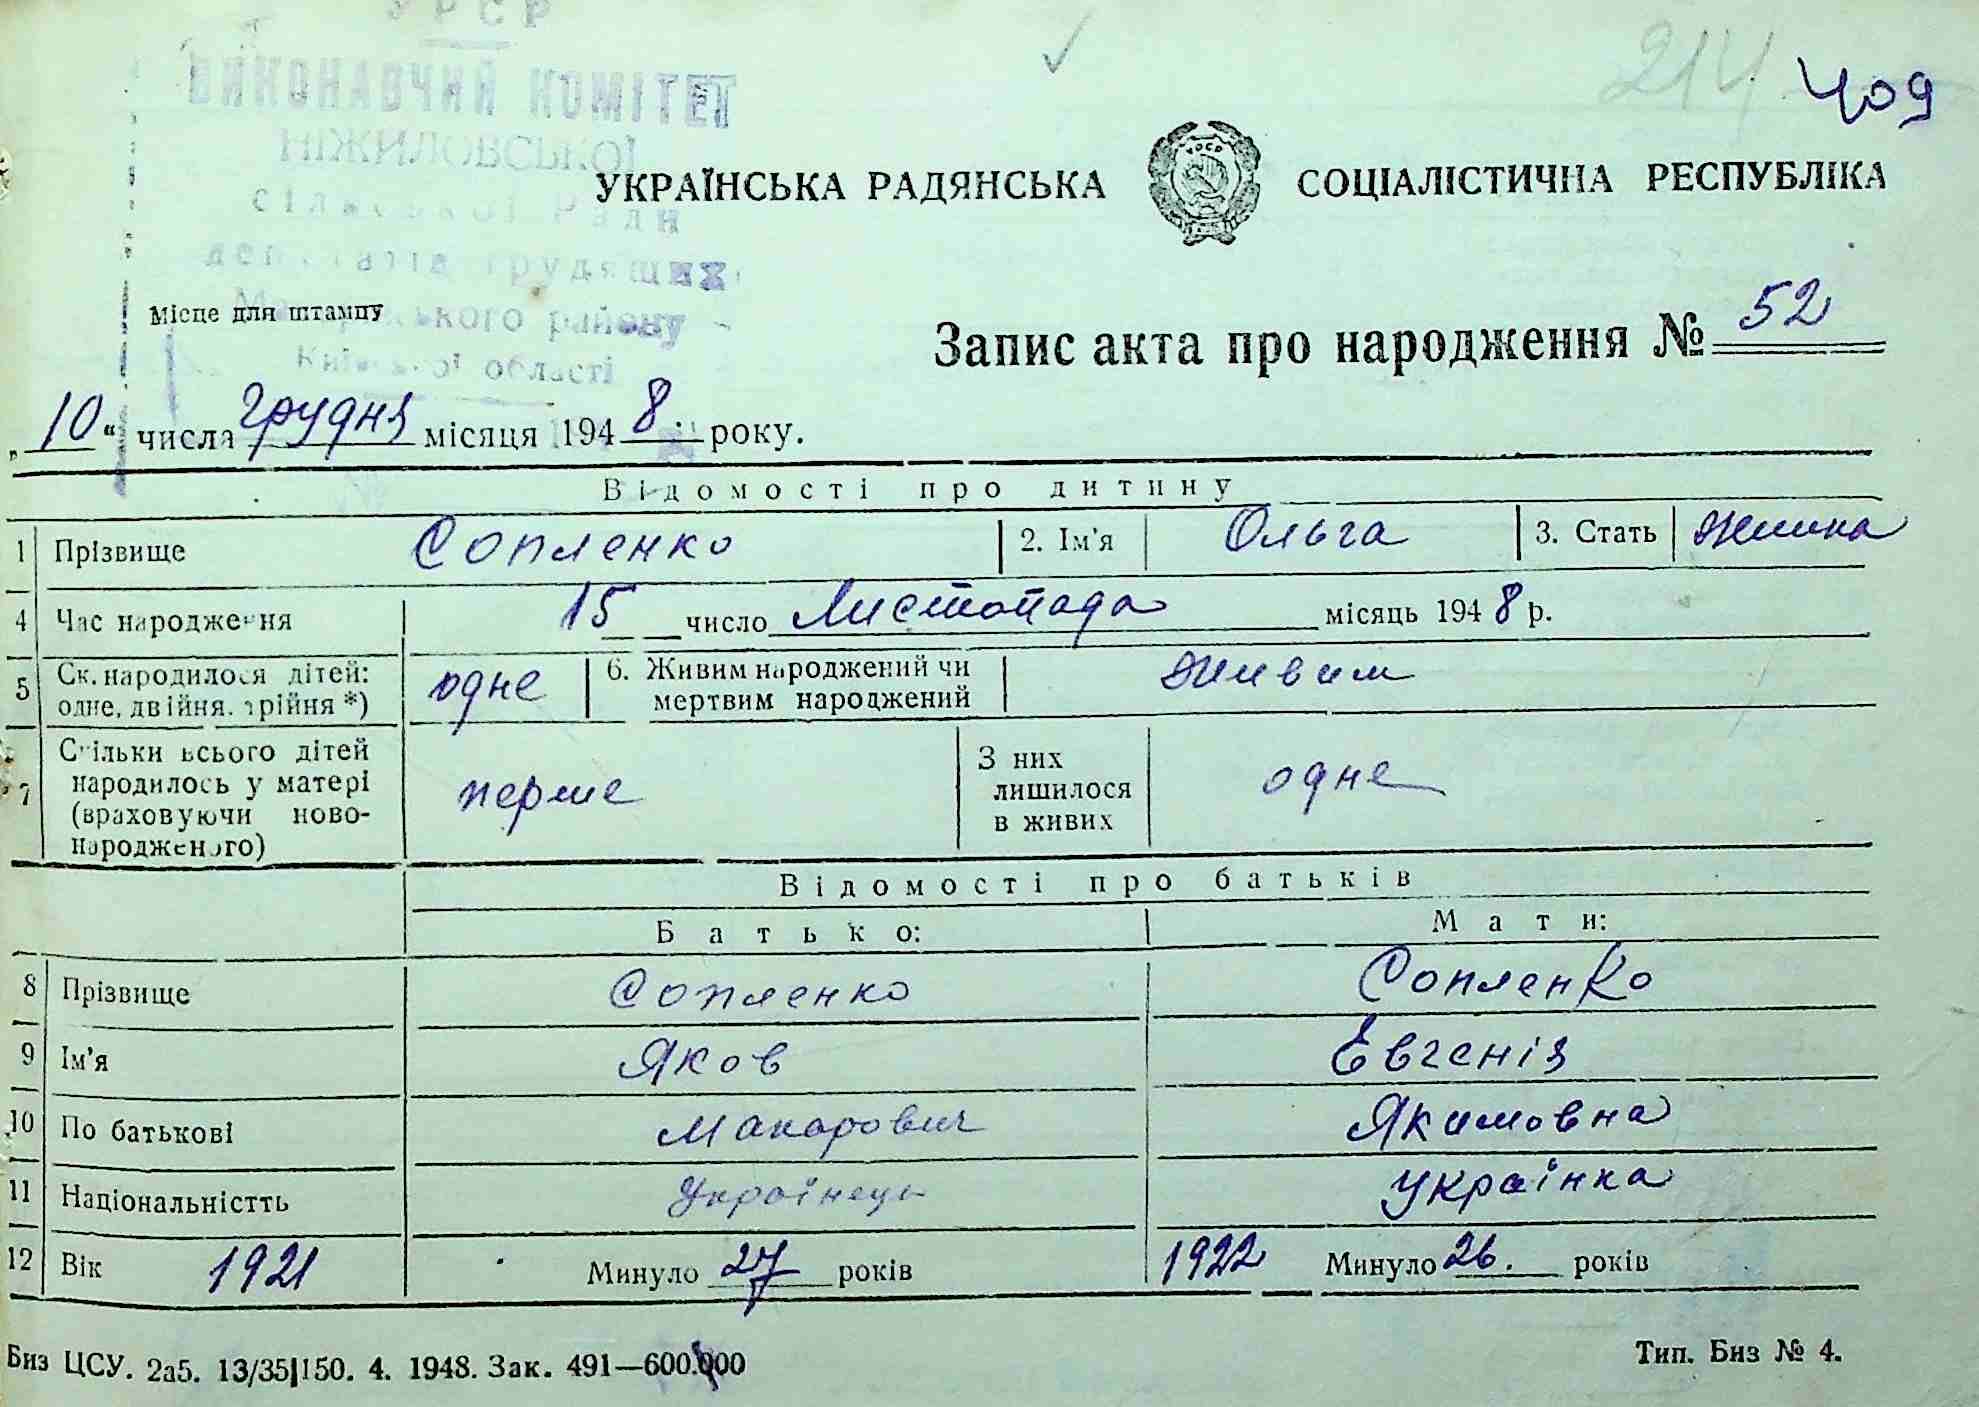 УРСР
ВИКОНАВЧИЙ КОМІТЕТ
НІЖИЛОВСЬКОЇ
сільської Ради
депутатів трудящих
району
Київської області
214
409
УКРАЇНСЬКА РАДЯНСЬКА СОЦІАЛІСТИЧНА РЕСПУБЛІКА
Місце для штампу
Запис акта про народження № 52
„10“ числа грудня місяця 1948 року.
Відомості про дитину
1 Прізвище Сопленко 2. Ім'я Ольга 3. Стать
4 Час народження 15 число Листопада місяць 1948 р.
5 Ск. народилося дітей: одне, двійня, трійня *) одне 6. Живим народжений чи мертвим народжений живим
7 Скільки всього дітей народилось у матері (враховуючи ново-народженого) перше З них лишилося в живих одне
Відомості про батьків
Батько: Мати:
8 Прізвище Сопленко Сопленко
9 Ім'я Яков Евгенія
10 По батькові Макарович Якимовна
11 Національністть Українець Українка
12 Вік 1921 Минуло 27 років 1922 Минуло 26. років
Биз ЦСУ. 2а5. 13/35|150. 4. 1948. Зак. 491—600.000
Тип. Биз № 4.